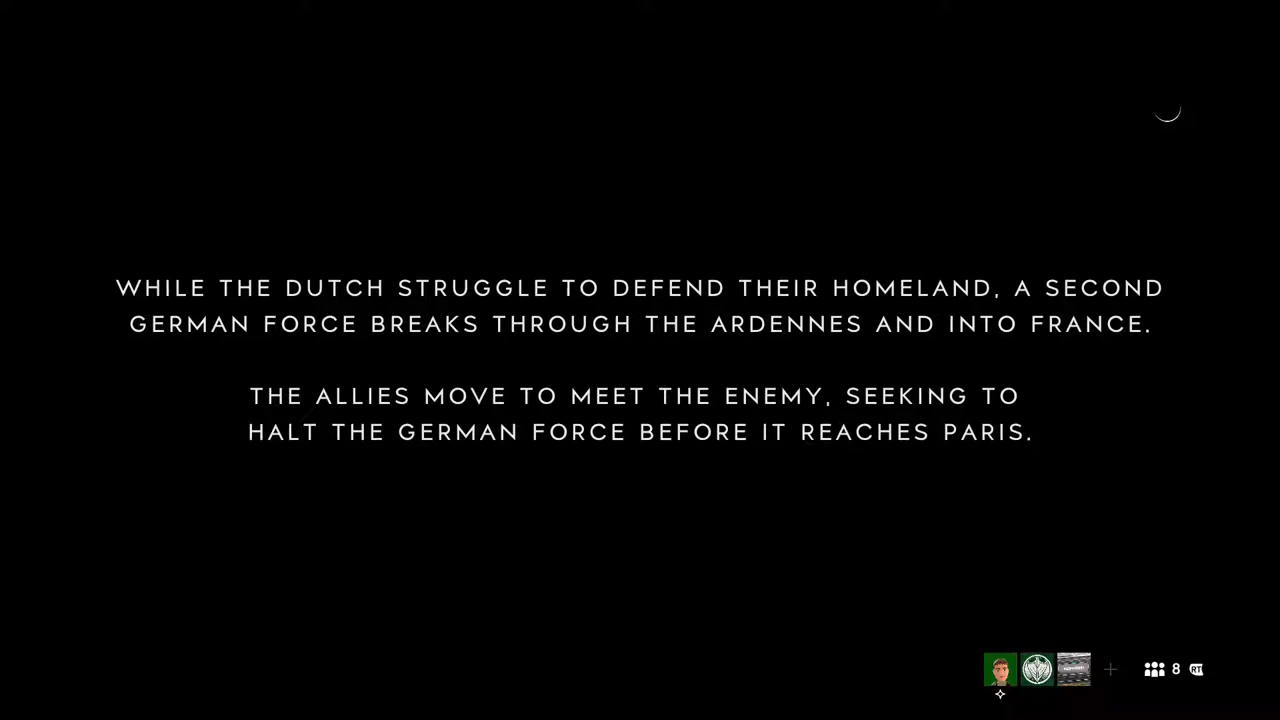 WHILE THE DUTCH STRUGGLE TO DEFEND THEIR HOMELAND, A SECOND
GERMAN FORCE BREAKS THROUGH THE ARDENNES AND INTO FRANCE.
THE ALLIES MOVE TO MEET THE ENEMY, SEEKING TO
HALT THE GERMAN FORCE BEFORE IT REACHES PARIS.
8 RT